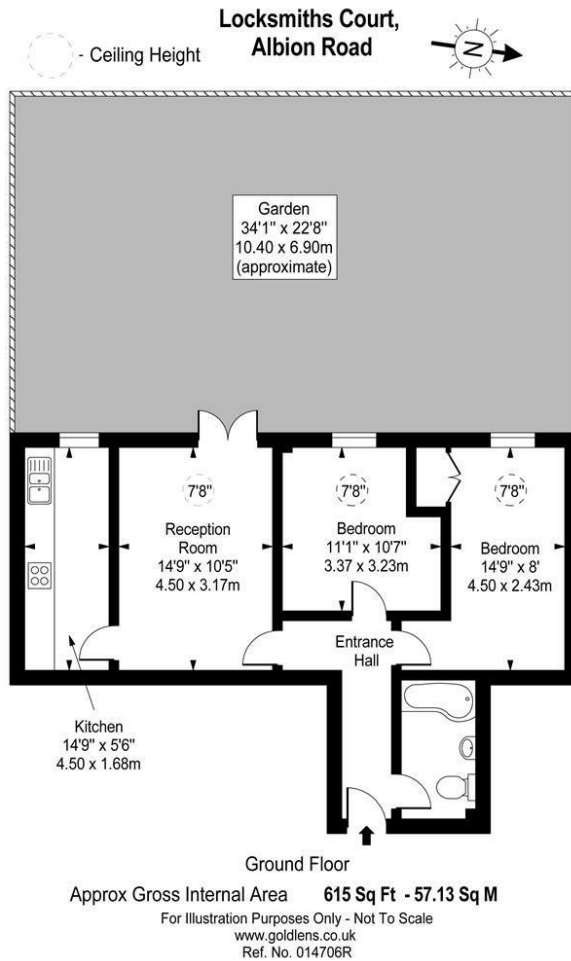 Locksmiths Court,
Albion Road
- Ceiling Height
N
Garden
34'1" x 22'8"
10.40 x 6.90m
(approximate)
7'8"
7'8"
7'8"
Reception
Room
14'9" x 10'5"
4.50 x 3.17m
Bedroom
11'1" x 10'7"
3.37 x 3.23m
Bedroom
14'9" x 8'
4.50 x 2.43m
Entrance
Hall
Kitchen
14'9" x 5'6"
4.50 x 1.68m
Ground Floor
Approx Gross Internal Area 615 Sq Ft - 57.13 Sq M
For Illustration Purposes Only - Not To Scale
www.goldlens.co.uk
Ref. No. 014706R